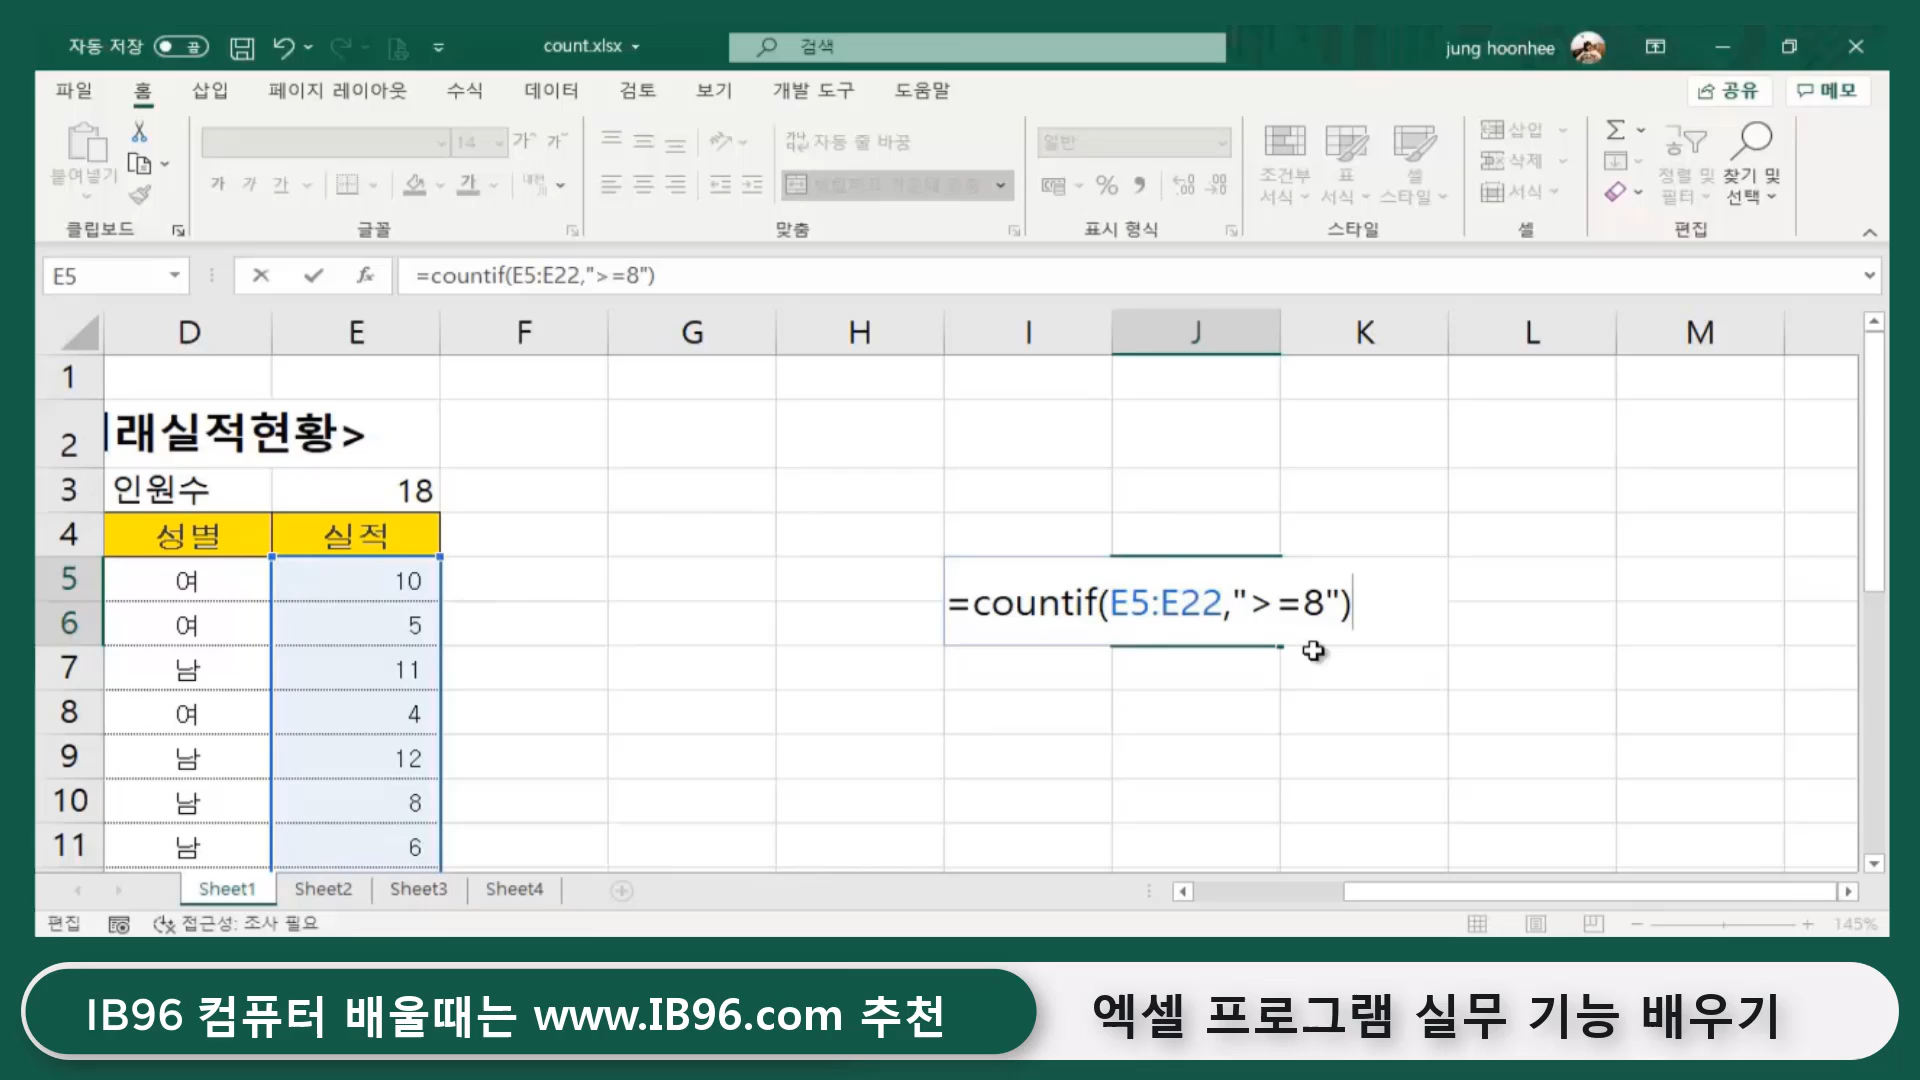 자동 저장 끔 count.xlsx 검색 jung hoonhee
파일 홈 삽입 페이지 레이아웃 수식 데이터 검토 보기 개발 도구 도움말 공유 메모
붙여넣기 14 가 가 자동 줄 바꿈 일반 조건부 서식 표 서식 셀 스타일 삽입 삭제 서식 정렬 및 필터 찾기 및 선택
가 가 가 가 %
클립보드 글꼴 맞춤 표시 형식 스타일 셀 편집
E5 fx =countif(E5:E22,">=8")
D E F G H I J K L M
1
2 래실적현황>
3 인원수 18
4 성별 실적
5 여 10
=countif(E5:E22,">=8")
6 여 5
7 남 11
8 여 4
9 남 12
10 남 8
11 남 6
Sheet1 Sheet2 Sheet3 Sheet4
편집 접근성: 조사 필요 145%
IB96 컴퓨터 배울때는 www.IB96.com 추천
엑셀 프로그램 실무 기능 배우기